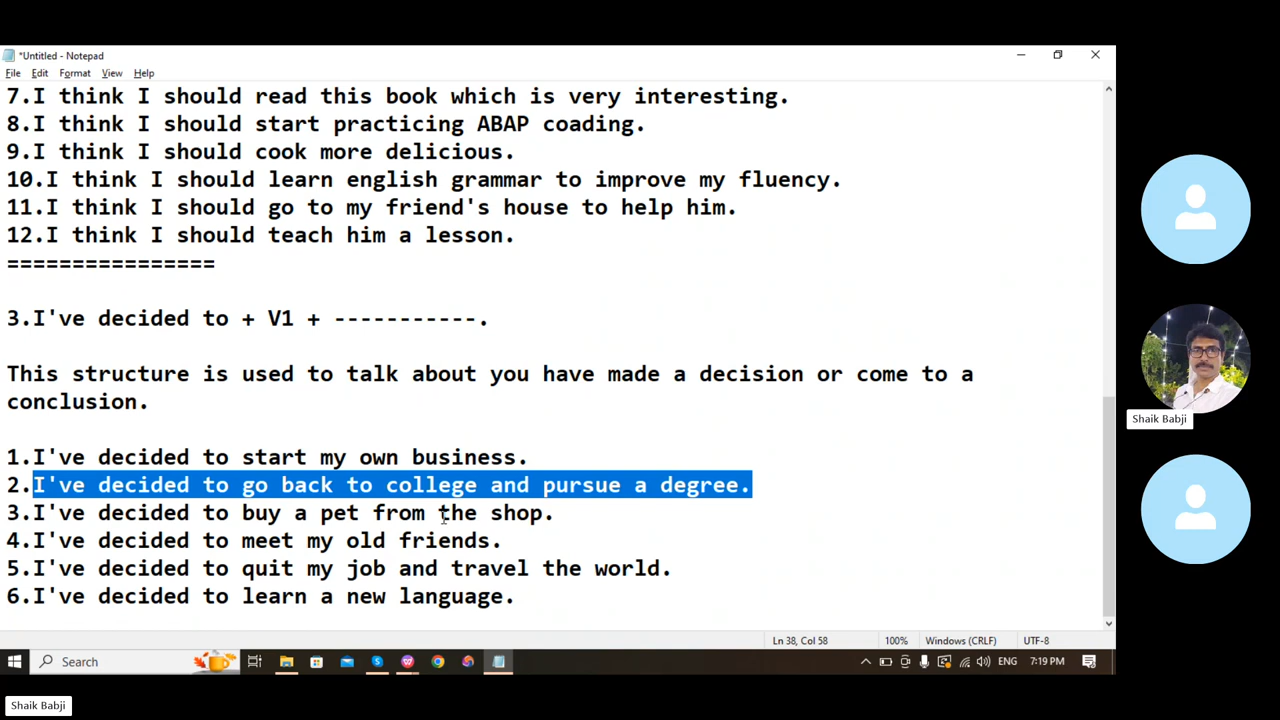 *Untitled - Notepad
File Edit Format View Help
7.I think I should read this book which is very interesting.
8.I think I should start practicing ABAP coading.
9.I think I should cook more delicious.
10.I think I should learn english grammar to improve my fluency.
11.I think I should go to my friend's house to help him.
12.I think I should teach him a lesson.
================
3.I've decided to + V1 + -----------.
This structure is used to talk about you have made a decision or come to a
conclusion.
1.I've decided to start my own business.
2.I've decided to go back to college and pursue a degree.
3.I've decided to buy a pet from the shop.
4.I've decided to meet my old friends.
5.I've decided to quit my job and travel the world.
6.I've decided to learn a new language.
Ln 38, Col 58 100% Windows (CRLF) UTF-8
Search ENG 7:19 PM
Shaik Babji
Shaik Babji